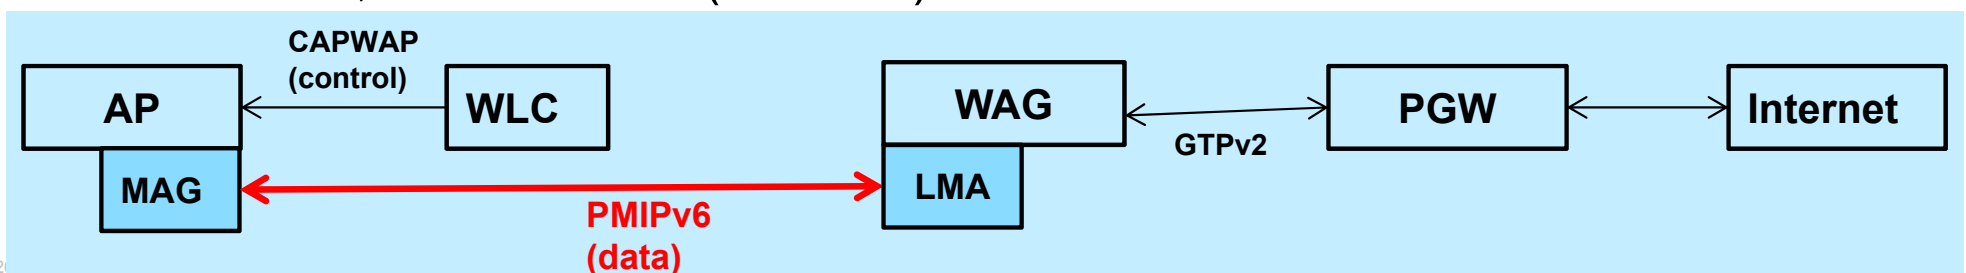 CAPWAP
(control)
AP
WLC
WAG
PGW
Internet
GTPv2
MAG
LMA
PMIPv6
(data)